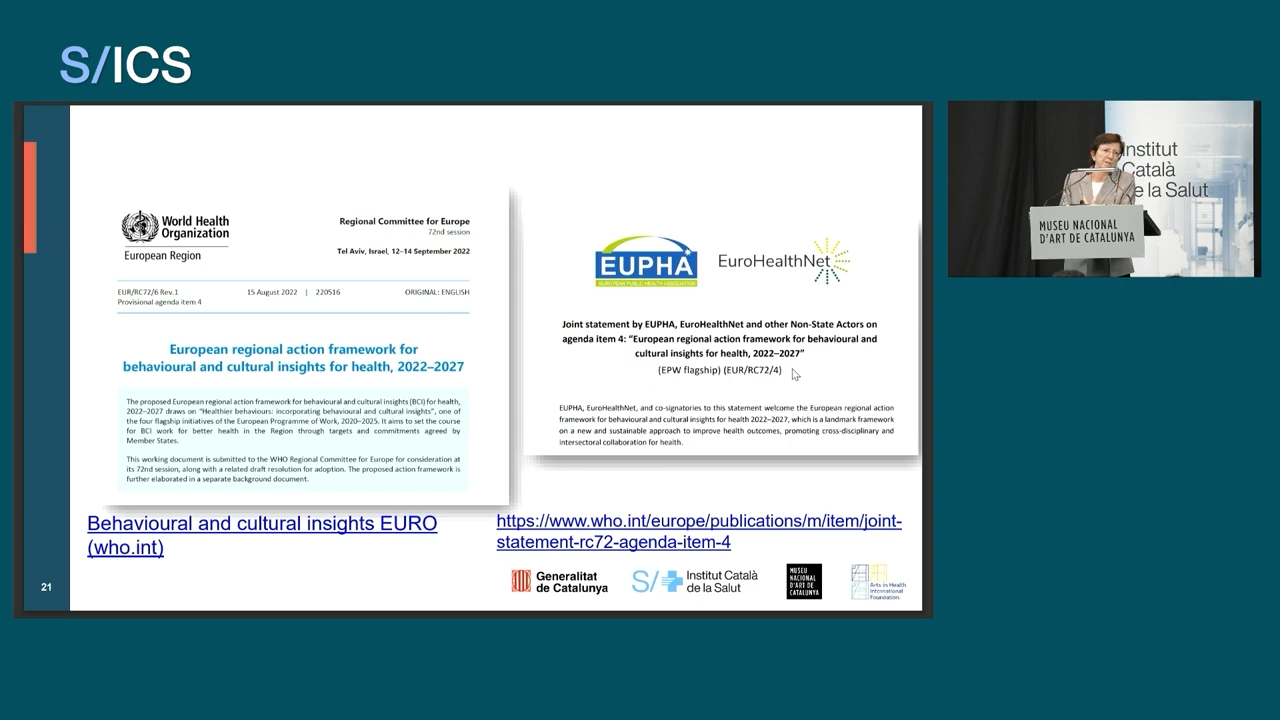 S/ICS
World Health
Organization
European Region
Regional Committee for Europe
72nd session
Tel Aviv, Israel, 12–14 September 2022
EUR/RC72/6 Rev.1
15 August 2022 | 220516
ORIGINAL: ENGLISH
Provisional agenda item 4
European regional action framework for
behavioural and cultural insights for health, 2022–2027
The proposed European regional action framework for behavioural and cultural insights (BCI) for health,
2022–2027 draws on "Healthier behaviours: incorporating behavioural and cultural insights", one of
the four flagship initiatives of the European Programme of Work, 2020–2025. It aims to set the course
for BCI work for better health in the Region through targets and commitments agreed by
Member States.
This working document is submitted to the WHO Regional Committee for Europe for consideration at
its 72nd session, along with a related draft resolution for adoption. The proposed action framework is
further elaborated in a separate background document.
Behavioural and cultural insights EURO
(who.int)
EUPHA
EUROPEAN PUBLIC HEALTH ASSOCIATION
EuroHealthNet
Joint statement by EUPHA, EuroHealthNet and other Non-State Actors on
agenda item 4: "European regional action framework for behavioural and
cultural insights for health, 2022–2027"
(EPW flagship) (EUR/RC72/4)
EUPHA, EuroHealthNet, and co-signatories to this statement welcome the European regional action
framework for behavioural and cultural insights for health 2022–2027, which is a landmark framework
on a new and sustainable approach to improve health outcomes, promoting cross-disciplinary and
intersectoral collaboration for health.
https://www.who.int/europe/publications/m/item/joint-
statement-rc72-agenda-item-4
21
Generalitat
de Catalunya
S/
Institut Català
de la Salut
MUSEU
NACIONAL
D'ART DE
CATALUNYA
Arts in Health
International
Foundation
Institut
Català
de la Salut
MUSEU NACIONAL
D'ART DE CATALUNYA